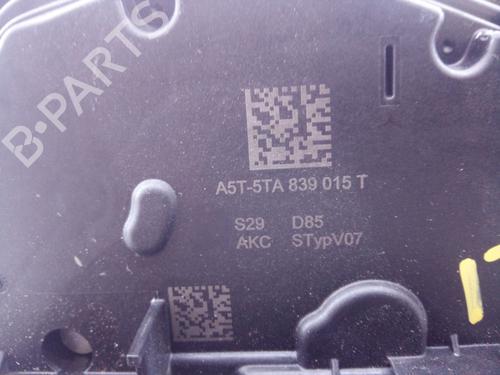 B-PARTS
A5T-5TA 839 015 T
S29 D85
AKC STypV07